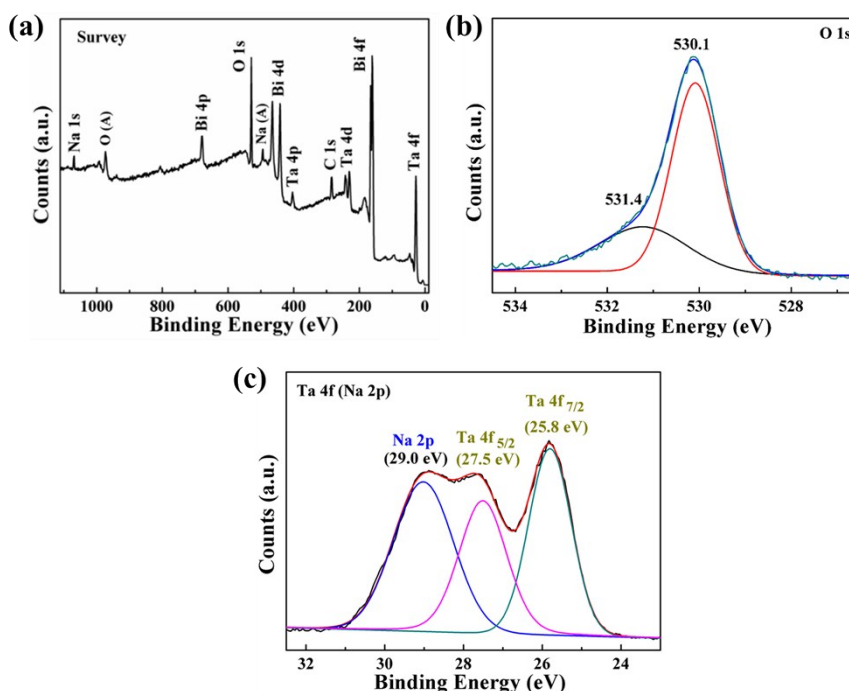 (a)
Survey
Na 1s
O (A)
Bi 4p
O 1s
Na (A)
Bi 4d
Ta 4p
C 1s
Ta 4d
Bi 4f
Ta 4f
Counts (a.u.)
1000 800 600 400 200 0
Binding Energy (eV)
(b)
O 1s
530.1
531.4
Counts (a.u.)
534 532 530 528
Binding Energy (eV)
(c)
Ta 4f (Na 2p)
Na 2p
(29.0 eV)
Ta 4f 5/2
(27.5 eV)
Ta 4f 7/2
(25.8 eV)
Counts (a.u.)
32 30 28 26 24
Binding Energy (eV)